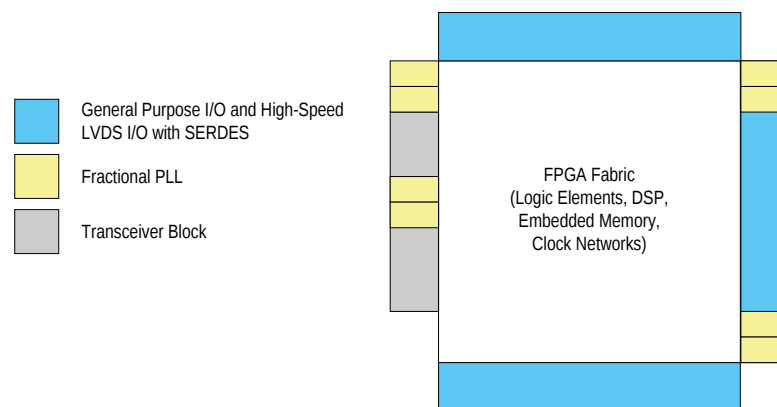 General Purpose I/O and High-Speed
LVDS I/O with SERDES
Fractional PLL
Transceiver Block
FPGA Fabric
(Logic Elements, DSP,
Embedded Memory,
Clock Networks)